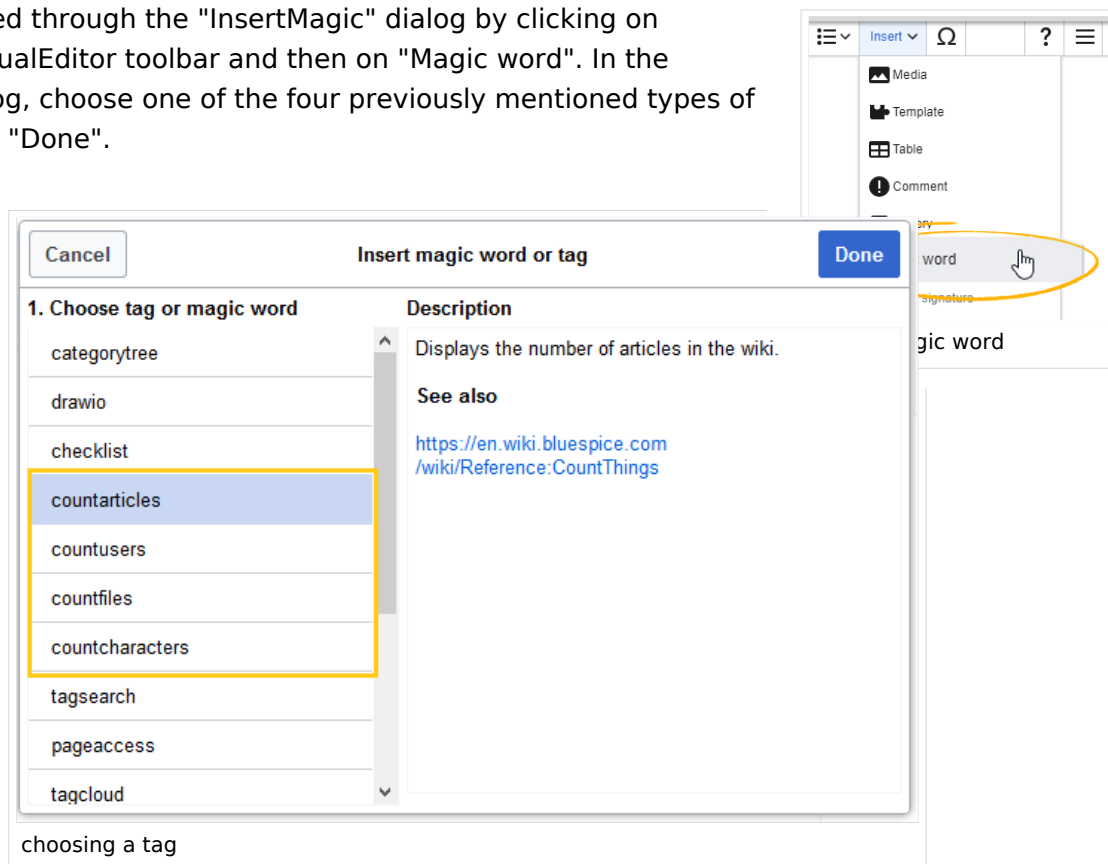 ed through the "InsertMagic" dialog by clicking on
ualEditor toolbar and then on "Magic word". In the
og, choose one of the four previously mentioned types of
"Done".
Insert Ω ?
Media
Template
Table
Comment
ory
word
signature
gic word
Cancel Insert magic word or tag Done
1. Choose tag or magic word
categorytree
drawio
checklist
countarticles
countusers
countfiles
countcharacters
tagsearch
pageaccess
tagcloud
Description
Displays the number of articles in the wiki.
See also
https://en.wiki.bluespice.com
/wiki/Reference:CountThings
choosing a tag